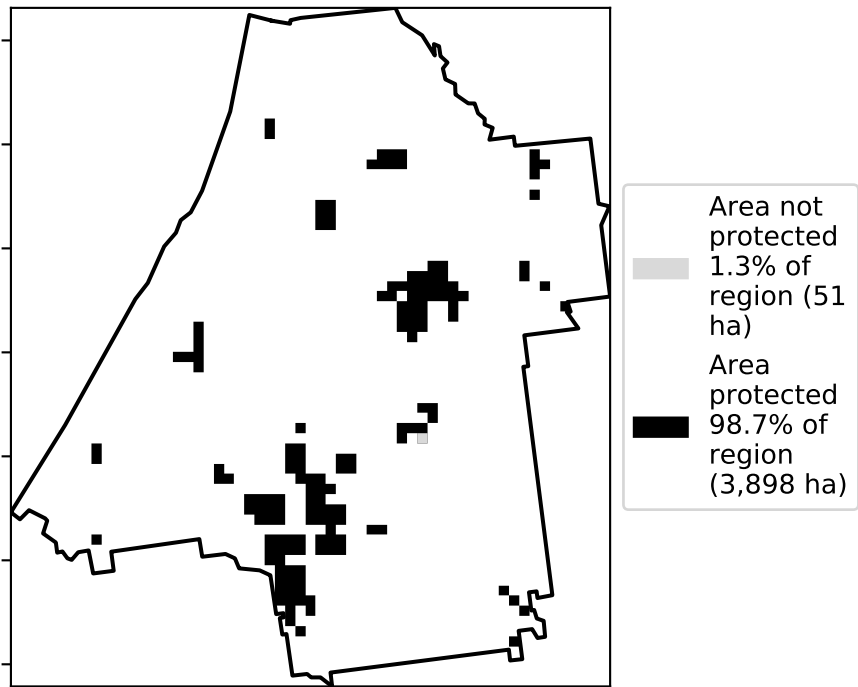 Area not
protected
1.3% of
region (51
ha)
Area
protected
98.7% of
region
(3,898 ha)